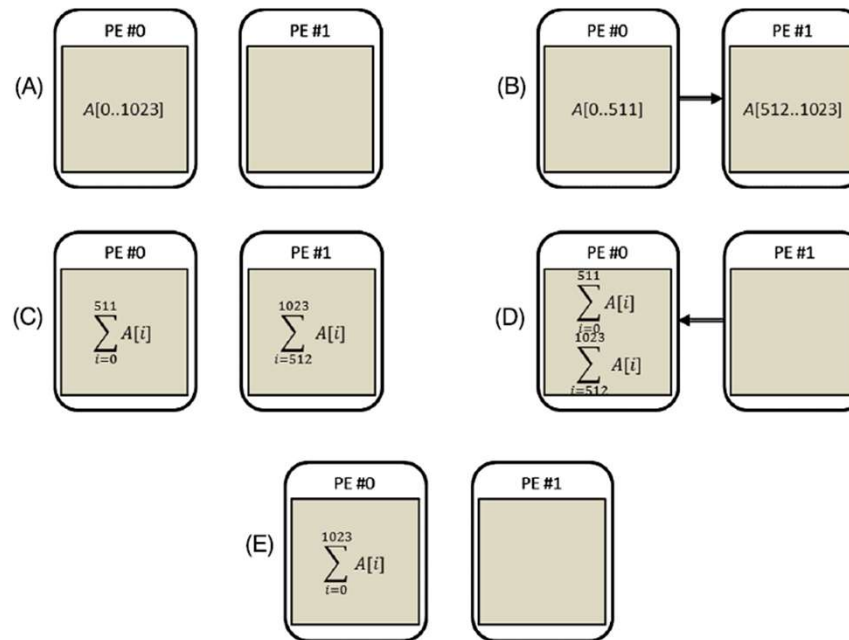 PE #0
PE #1
(A)
A[0..1023]
PE #0
PE #1
(B)
A[0..511]
A[512..1023]
PE #0
PE #1
(C)
511
∑ A[i]
i=0
1023
∑ A[i]
i=512
PE #0
PE #1
(D)
511
∑ A[i]
i=0
1023
∑ A[i]
i=512
PE #0
PE #1
(E)
1023
∑ A[i]
i=0